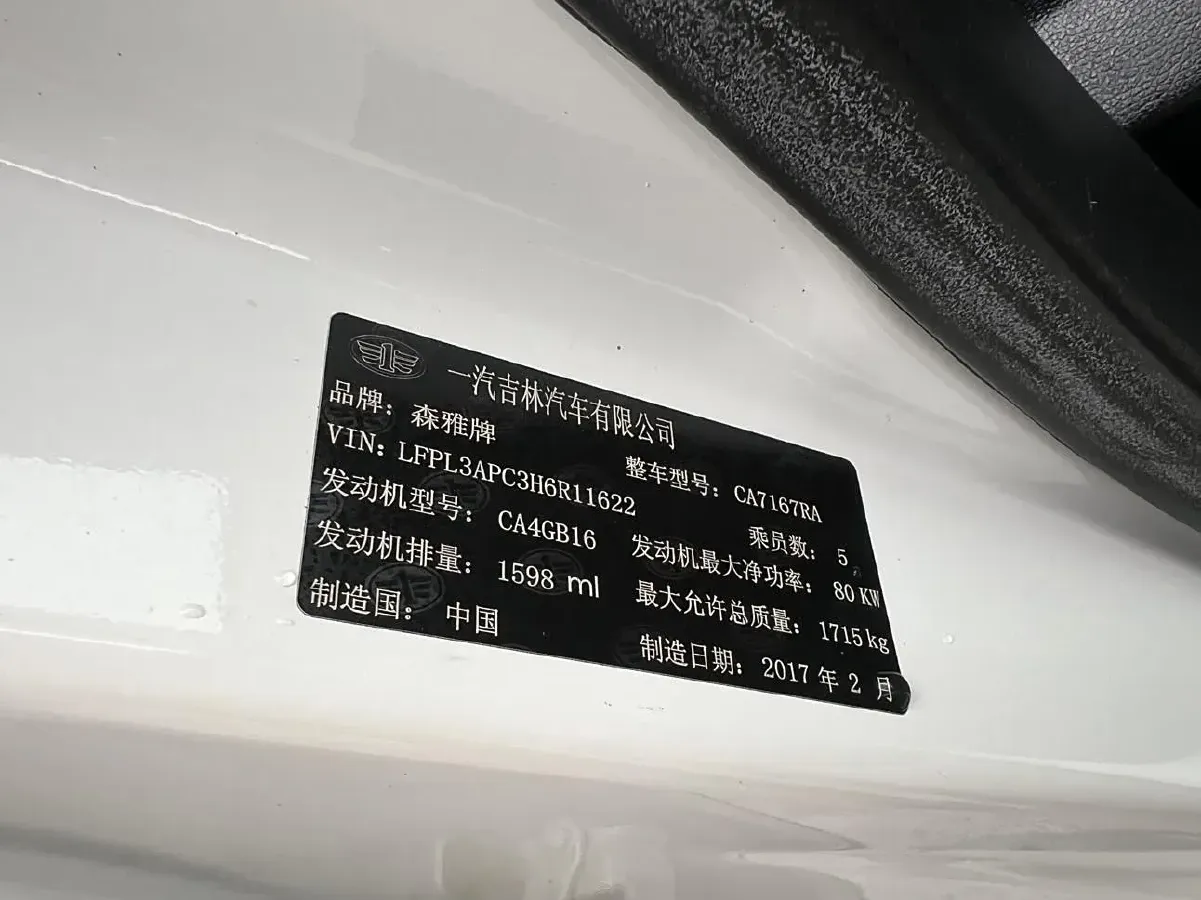 一汽吉林汽车有限公司
品牌：森雅牌 整车型号：CA7167RA
VIN：LFPL3APC3H6R11622 乘员数：5
发动机型号：CA4GB16 发动机最大净功率：80 KW
发动机排量：1598 ml 最大允许总质量：1715 kg
制造国：中国 制造日期：2017 年 2 月